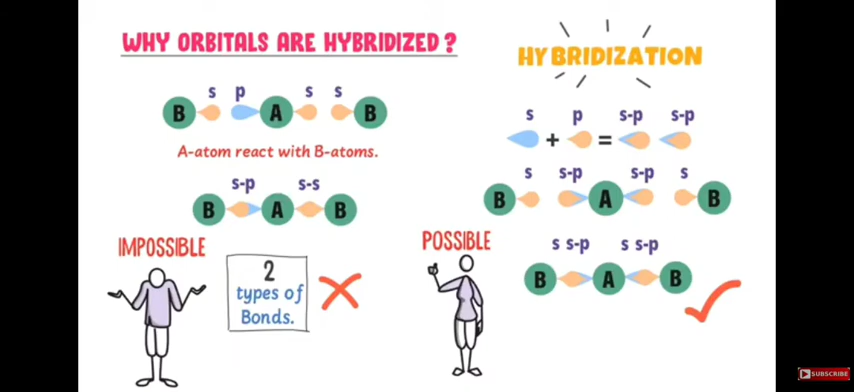 WHY ORBITALS ARE HYBRIDIZED?
s p s s
B A B
A-atom react with B-atoms.
s-p s-s
B A B
IMPOSSIBLE
2
types of
Bonds.
HYBRIDIZATION
s p s-p s-p
+ =
s s-p s-p s
B A B
POSSIBLE
s s-p s s-p
B A B
SUBSCRIBE